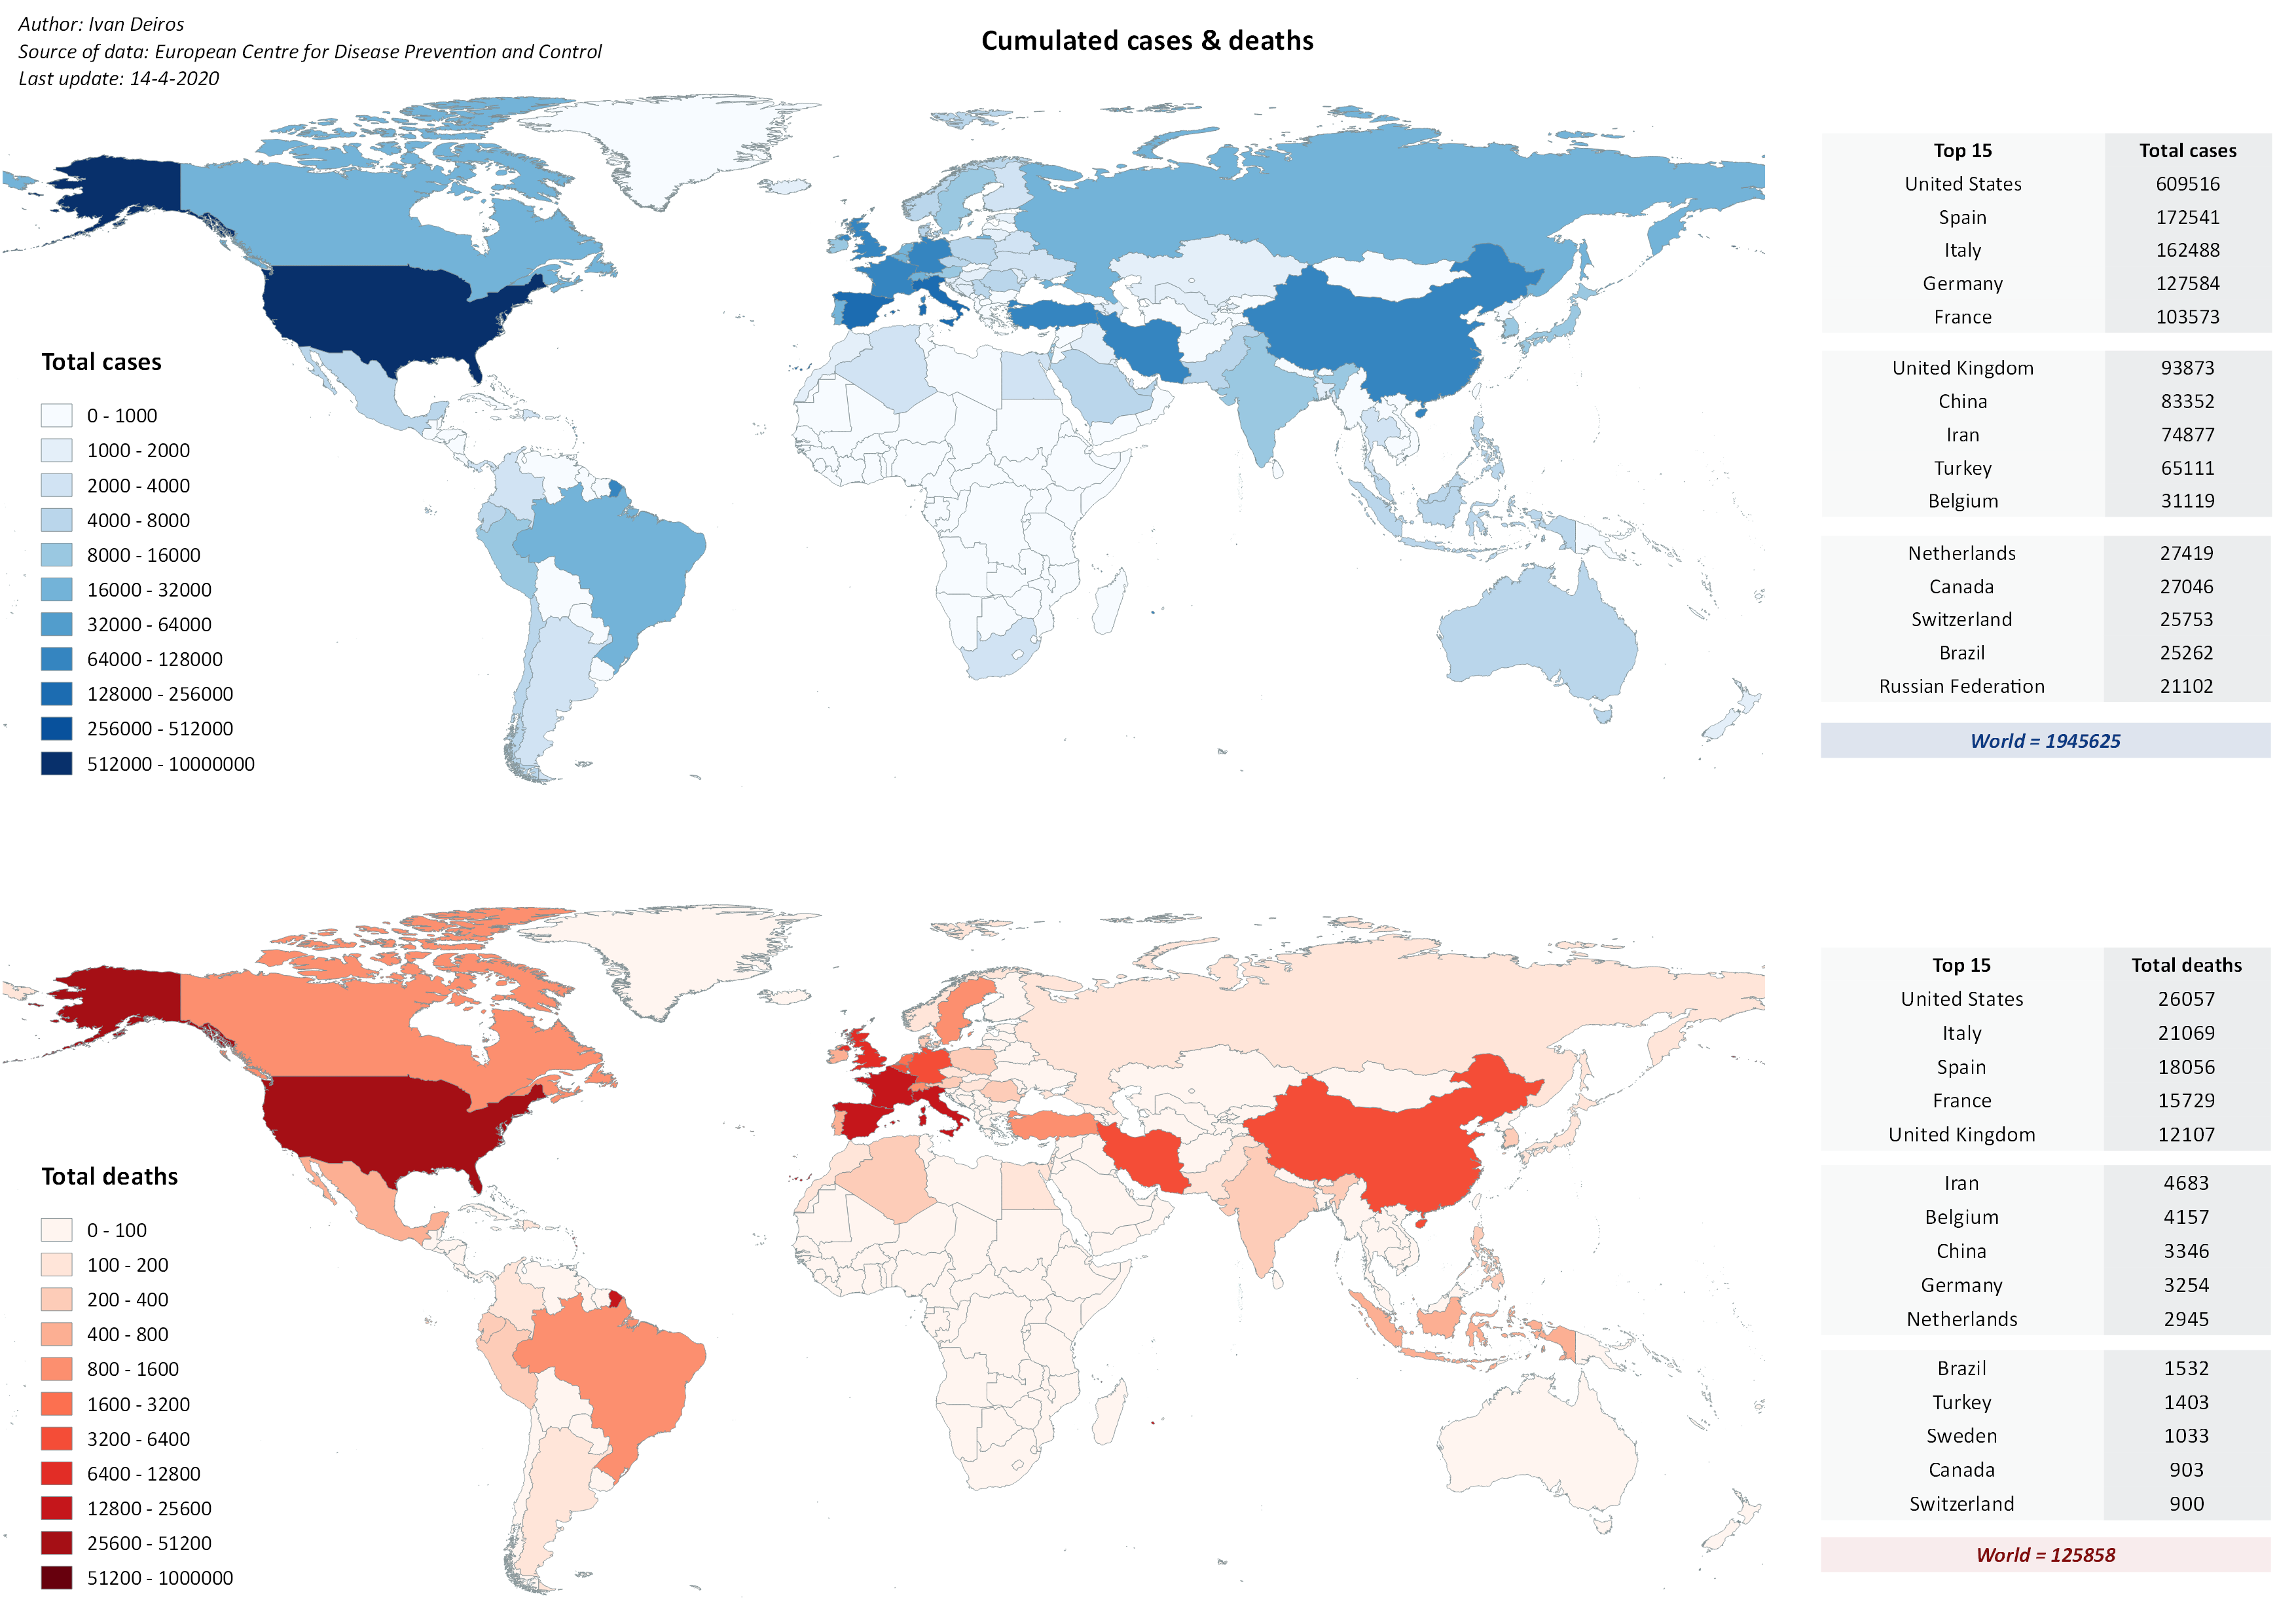 Author: Ivan Deiros
Source of data: European Centre for Disease Prevention and Control
Last update: 14-4-2020
Cumulated cases & deaths
Total cases
0 - 1000
1000 - 2000
2000 - 4000
4000 - 8000
8000 - 16000
16000 - 32000
32000 - 64000
64000 - 128000
128000 - 256000
256000 - 512000
512000 - 10000000
Top 15 Total cases
United States 609516
Spain 172541
Italy 162488
Germany 127584
France 103573
United Kingdom 93873
China 83352
Iran 74877
Turkey 65111
Belgium 31119
Netherlands 27419
Canada 27046
Switzerland 25753
Brazil 25262
Russian Federation 21102
World = 1945625
Total deaths
0 - 100
100 - 200
200 - 400
400 - 800
800 - 1600
1600 - 3200
3200 - 6400
6400 - 12800
12800 - 25600
25600 - 51200
51200 - 1000000
Top 15 Total deaths
United States 26057
Italy 21069
Spain 18056
France 15729
United Kingdom 12107
Iran 4683
Belgium 4157
China 3346
Germany 3254
Netherlands 2945
Brazil 1532
Turkey 1403
Sweden 1033
Canada 903
Switzerland 900
World = 125858